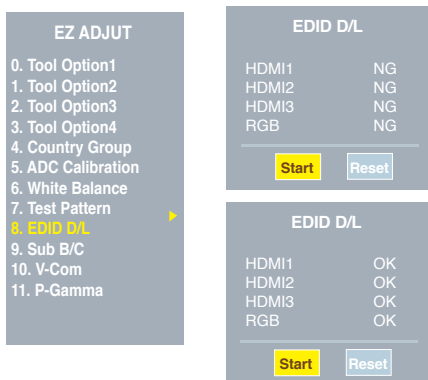 EZ ADJUT
0. Tool Option1
1. Tool Option2
2. Tool Option3
3. Tool Option4
4. Country Group
5. ADC Calibration
6. White Balance
7. Test Pattern
8. EDID D/L
9. Sub B/C
10. V-Com
11. P-Gamma
EDID D/L
HDMI1 NG
HDMI2 NG
HDMI3 NG
RGB NG
Start Reset
EDID D/L
HDMI1 OK
HDMI2 OK
HDMI3 OK
RGB OK
Start Reset